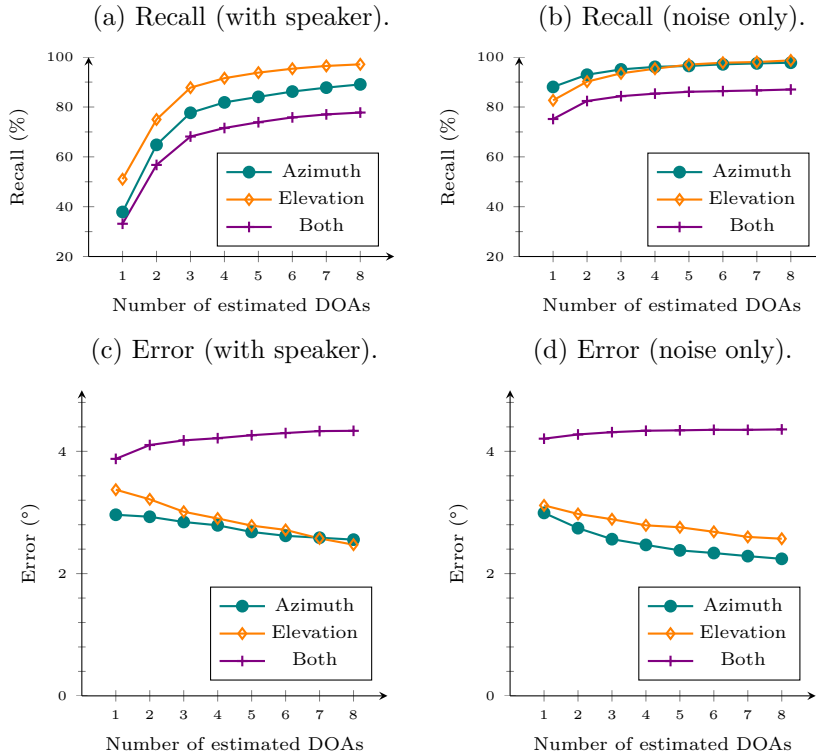 (a) Recall (with speaker).
100
80
60
40
20
Recall (%)
1 2 3 4 5 6 7 8
Number of estimated DOAs
Azimuth
Elevation
Both
(b) Recall (noise only).
100
80
60
40
20
Recall (%)
1 2 3 4 5 6 7 8
Number of estimated DOAs
Azimuth
Elevation
Both
(c) Error (with speaker).
4
2
0
Error (°)
1 2 3 4 5 6 7 8
Number of estimated DOAs
Azimuth
Elevation
Both
(d) Error (noise only).
4
2
0
Error (°)
1 2 3 4 5 6 7 8
Number of estimated DOAs
Azimuth
Elevation
Both